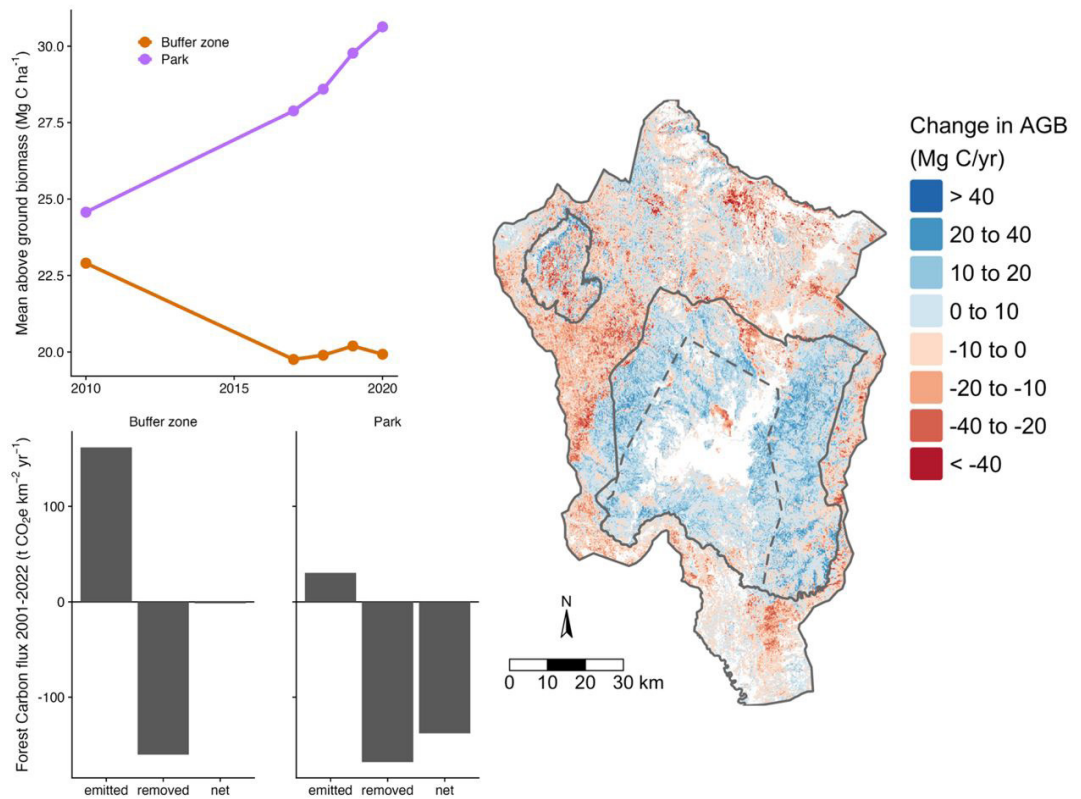 Mean above ground biomass (Mg C ha⁻¹)
30.0
27.5
25.0
22.5
20.0
Buffer zone
Park
2010
2015
2020
Forest Carbon flux 2001-2022 (t CO₂e km⁻² yr⁻¹)
Buffer zone
Park
100
0
-100
emitted removed net
emitted removed net
N
0 10 20 30 km
Change in AGB
(Mg C/yr)
> 40
20 to 40
10 to 20
0 to 10
-10 to 0
-20 to -10
-40 to -20
< -40